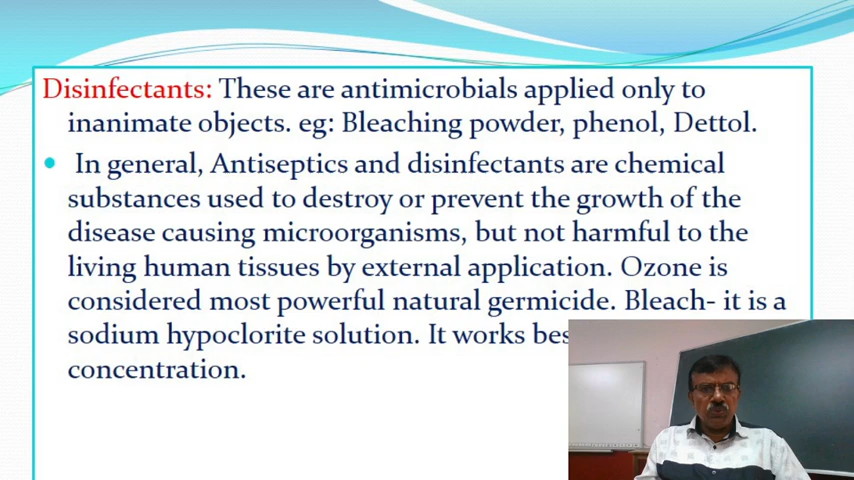 Disinfectants: These are antimicrobials applied only to
inanimate objects. eg: Bleaching powder, phenol, Dettol.
In general, Antiseptics and disinfectants are chemical
substances used to destroy or prevent the growth of the
disease causing microorganisms, but not harmful to the
living human tissues by external application. Ozone is
considered most powerful natural germicide. Bleach- it is a
sodium hypoclorite solution. It works
concentration.